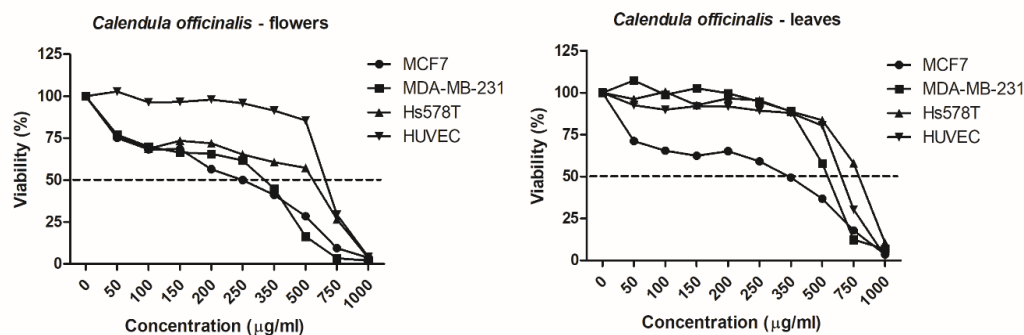 Calendula officinalis - flowers
125
100
75
50
25
0
Viability (%)
0 50 100 150 200 250 350 500 750 1000
Concentration (μg/ml)
MCF7
MDA-MB-231
Hs578T
HUVEC
Calendula officinalis - leaves
125
100
75
50
25
0
Viability (%)
0 50 100 150 200 250 350 500 750 1000
Concentration (μg/ml)
MCF7
MDA-MB-231
Hs578T
HUVEC